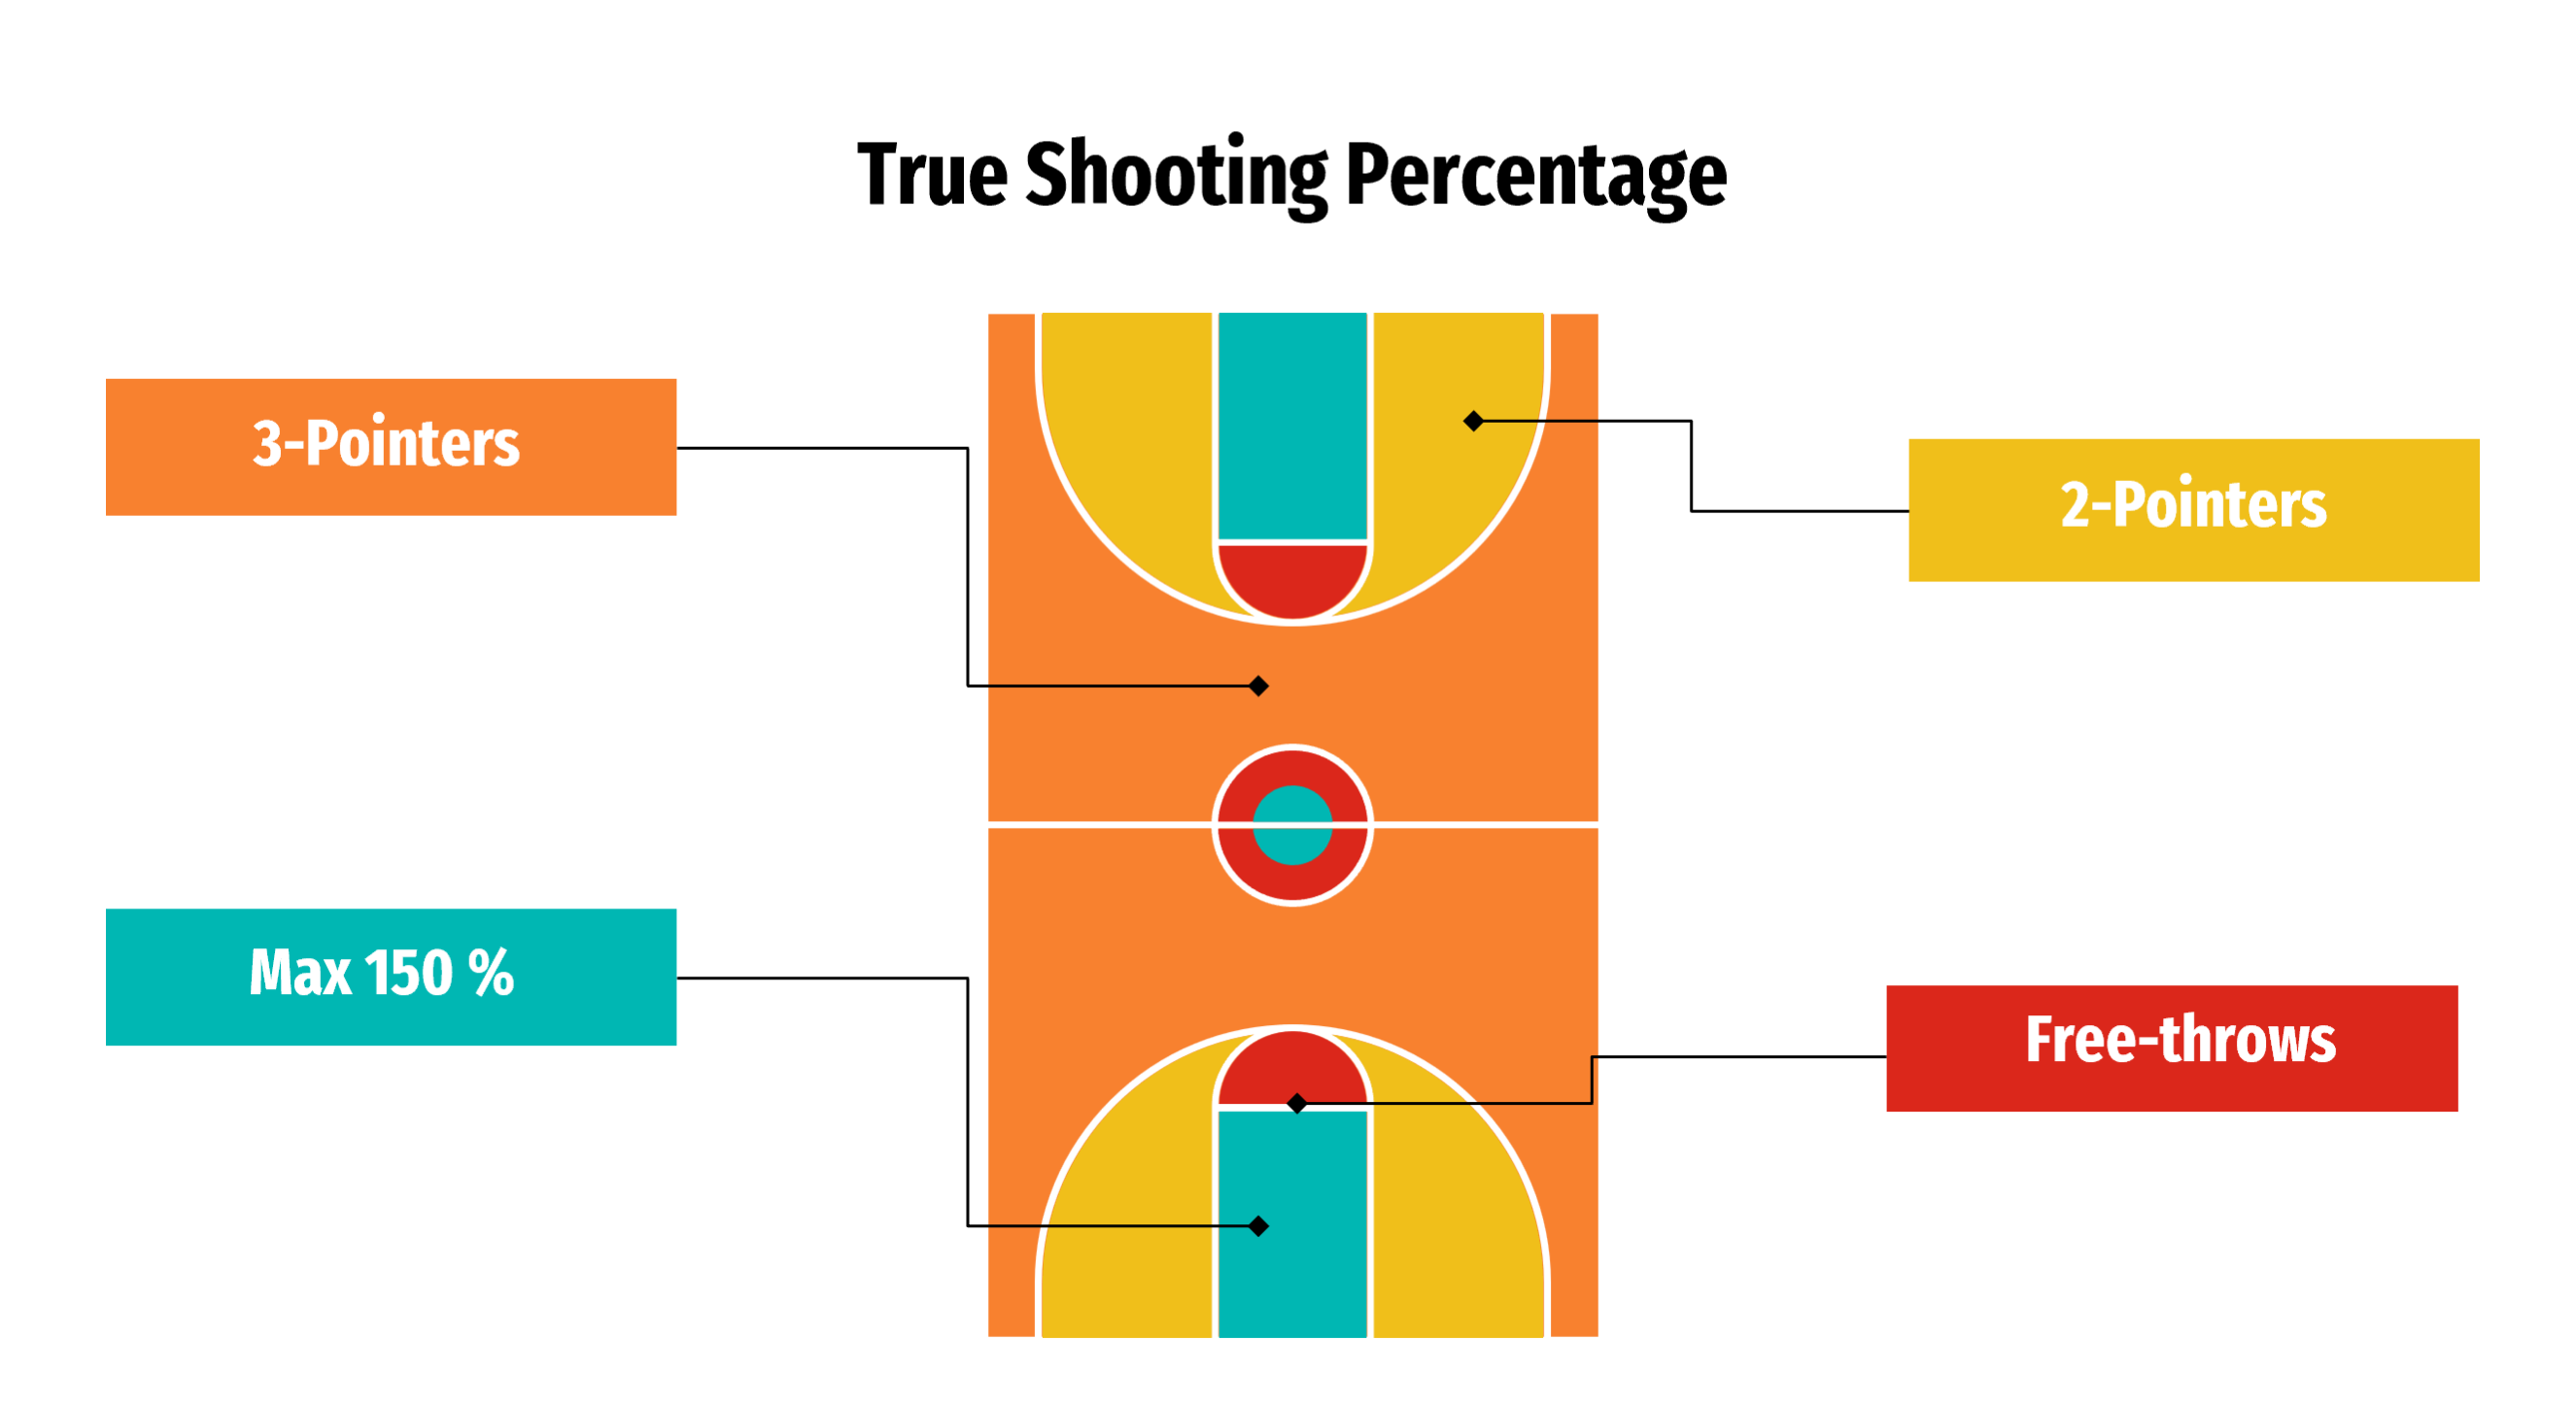 True Shooting Percentage
3-Pointers
2-Pointers
Max 150 %
Free-throws